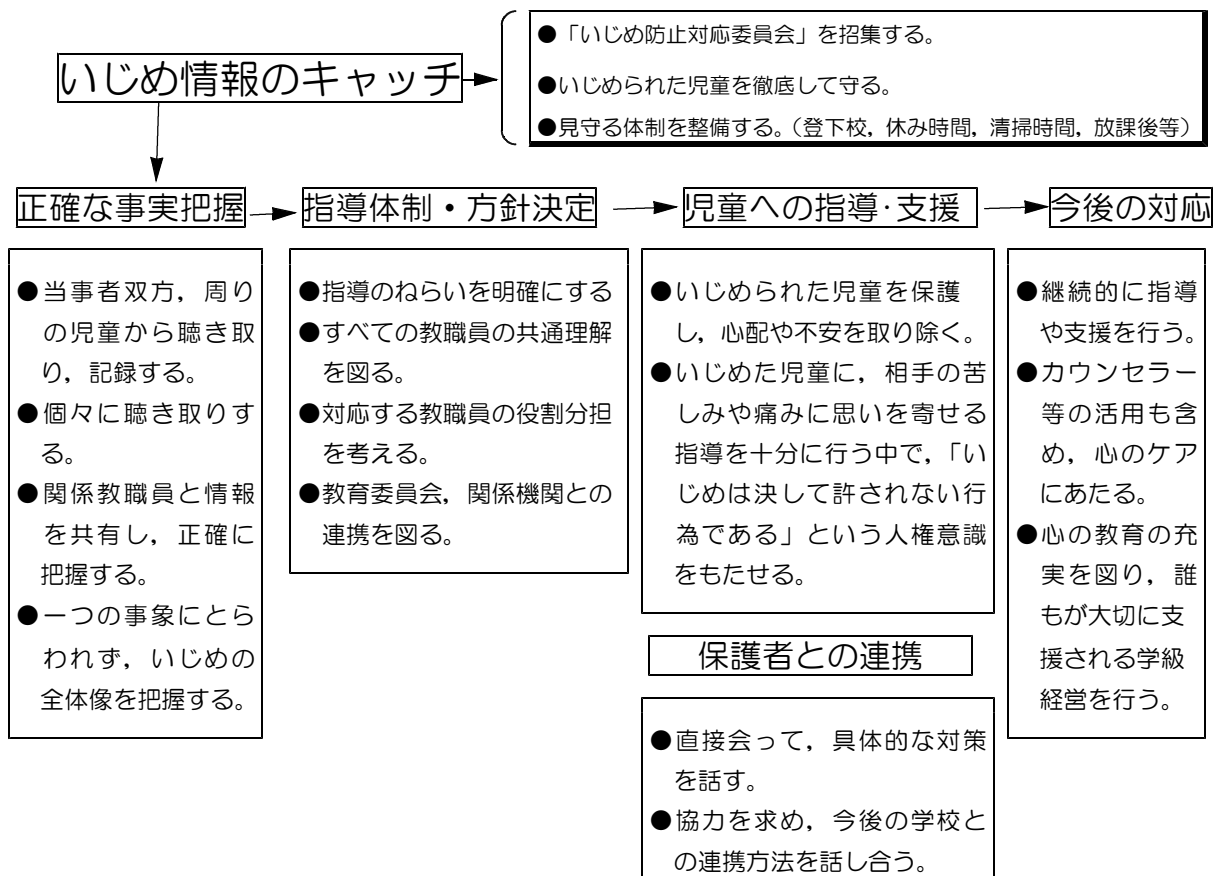 いじめ情報のキャッチ
●「いじめ防止対応委員会」を招集する。
●いじめられた児童を徹底して守る。
●見守る体制を整備する。（登下校，休み時間，清掃時間，放課後等）
正確な事実把握
●当事者双方，周り
の児童から聴き取
り，記録する。
●個々に聴き取りす
る。
●関係教職員と情報
を共有し，正確に
把握する。
●一つの事象にとら
われず，いじめの
全体像を把握する。
指導体制・方針決定
●指導のねらいを明確にする
●すべての教職員の共通理解
を図る。
●対応する教職員の役割分担
を考える。
●教育委員会，関係機関との
連携を図る。
児童への指導・支援
●いじめられた児童を保護
し，心配や不安を取り除く。
●いじめた児童に，相手の苦
しみや痛みに思いを寄せる
指導を十分に行う中で，「い
じめは決して許されない行
為である」という人権意識
をもたせる。
保護者との連携
●直接会って，具体的な対策
を話す。
●協力を求め，今後の学校と
の連携方法を話し合う。
今後の対応
●継続的に指導
や支援を行う。
●カウンセラー
等の活用も含
め，心のケア
にあたる。
●心の教育の充
実を図り，誰
もが大切に支
援される学級
経営を行う。